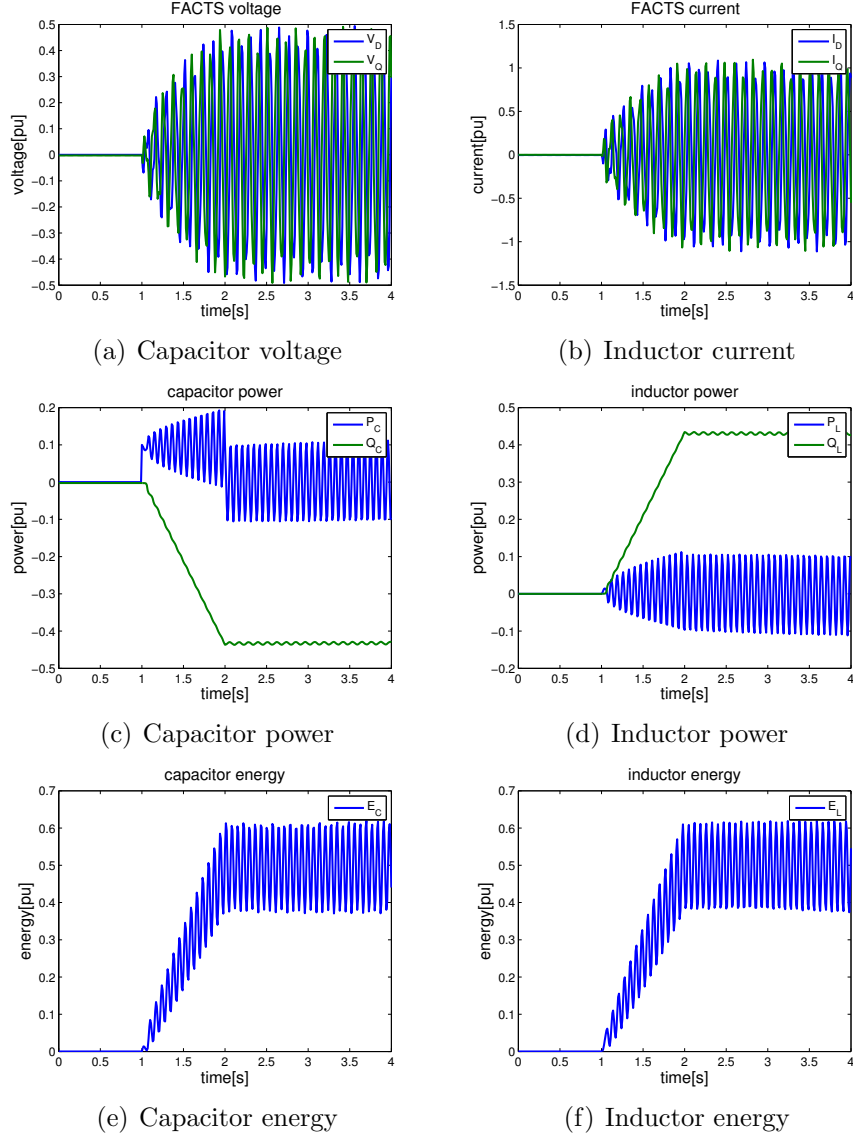 FACTS voltage
0.5
0.4
0.3
0.2
0.1
0
−0.1
−0.2
−0.3
−0.4
−0.5
voltage[pu]
V_D
V_Q
0 0.5 1 1.5 2 2.5 3 3.5 4
time[s]
(a) Capacitor voltage
FACTS current
1.5
1
0.5
0
−0.5
−1
−1.5
current[pu]
I_D
I_Q
0 0.5 1 1.5 2 2.5 3 3.5 4
time[s]
(b) Inductor current
capacitor power
0.2
0.1
0
−0.1
−0.2
−0.3
−0.4
−0.5
power[pu]
P_C
Q_C
0 0.5 1 1.5 2 2.5 3 3.5 4
time[s]
(c) Capacitor power
inductor power
0.5
0.4
0.3
0.2
0.1
0
−0.1
−0.2
power[pu]
P_L
Q_L
0 0.5 1 1.5 2 2.5 3 3.5 4
time[s]
(d) Inductor power
capacitor energy
0.7
0.6
0.5
0.4
0.3
0.2
0.1
0
energy[pu]
E_C
0 0.5 1 1.5 2 2.5 3 3.5 4
time[s]
(e) Capacitor energy
inductor energy
0.7
0.6
0.5
0.4
0.3
0.2
0.1
0
energy[pu]
E_L
0 0.5 1 1.5 2 2.5 3 3.5 4
time[s]
(f) Inductor energy